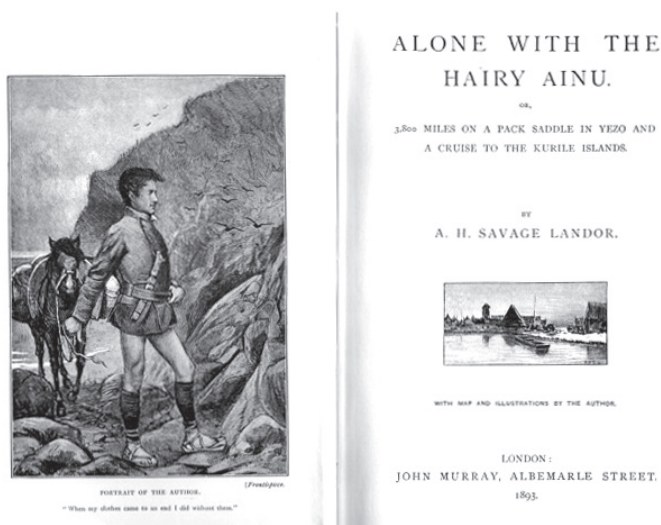 [Frontispiece.
PORTRAIT OF THE AUTHOR.
"When my clothes came to an end I did without them."
ALONE WITH THE
HAIRY AINU.
OR,
3,800 MILES ON A PACK SADDLE IN YEZO AND
A CRUISE TO THE KURILE ISLANDS.
BY
A. H. SAVAGE LANDOR.
WITH MAP AND ILLUSTRATIONS BY THE AUTHOR.
LONDON:
JOHN MURRAY, ALBEMARLE STREET.
1893.